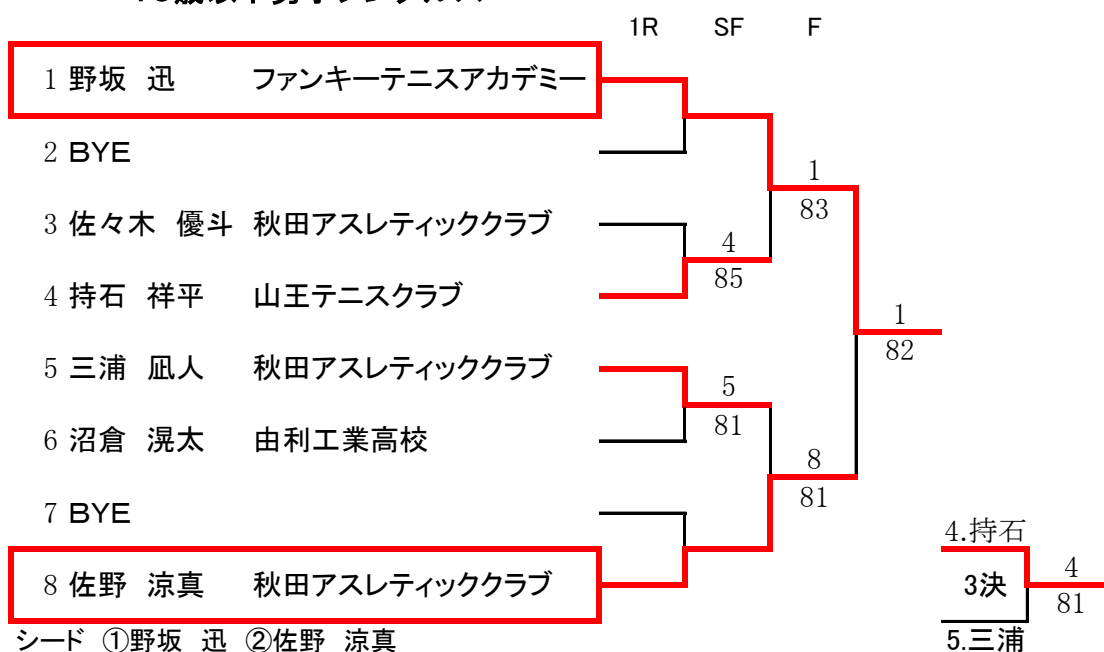 1R SF F
1 野坂 迅 ファンキーテニスアカデミー
2 BYE
1
83
3 佐々木 優斗 秋田アスレティッククラブ
4
85
4 持石 祥平 山王テニスクラブ
1
82
5 三浦 凪人 秋田アスレティッククラブ
5
81
6 沼倉 滉太 由利工業高校
8
81
7 BYE
4.持石
8 佐野 涼真 秋田アスレティッククラブ
3決
4
81
シード ①野坂 迅 ②佐野 涼真
5.三浦